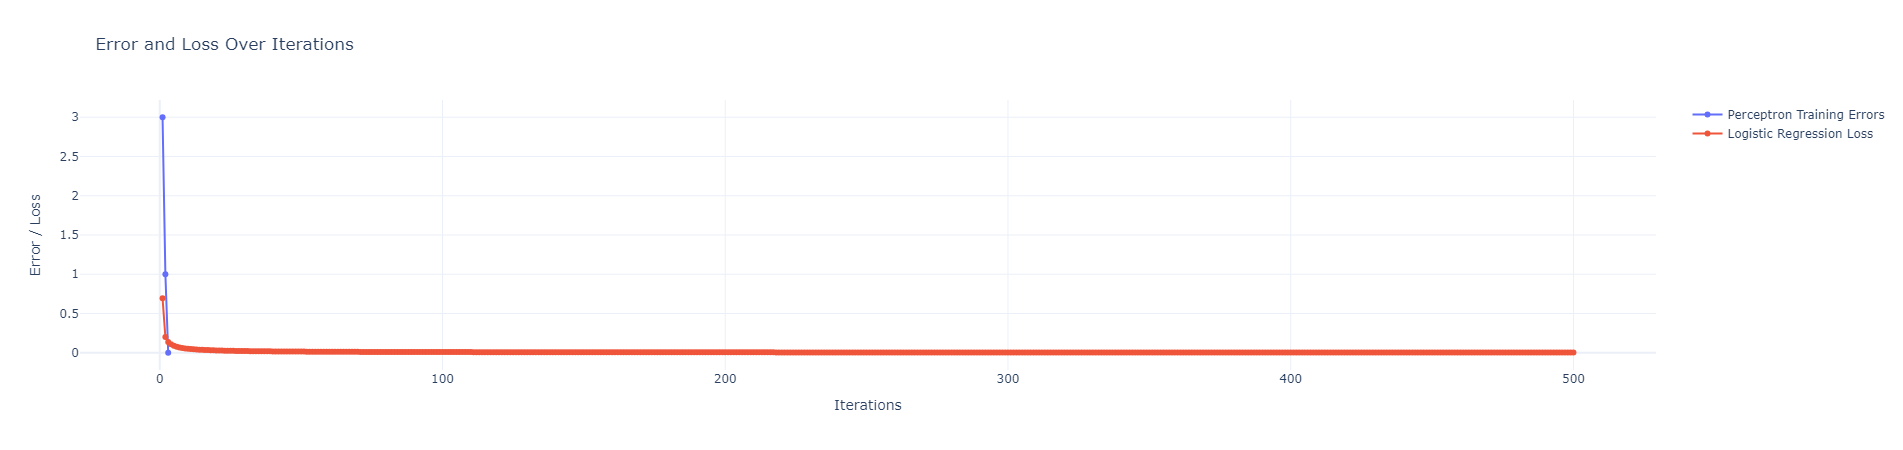 Error and Loss Over Iterations
3
2.5
2
1.5
1
0.5
0
Error / Loss
0 100 200 300 400 500
Iterations
Perceptron Training Errors
Logistic Regression Loss